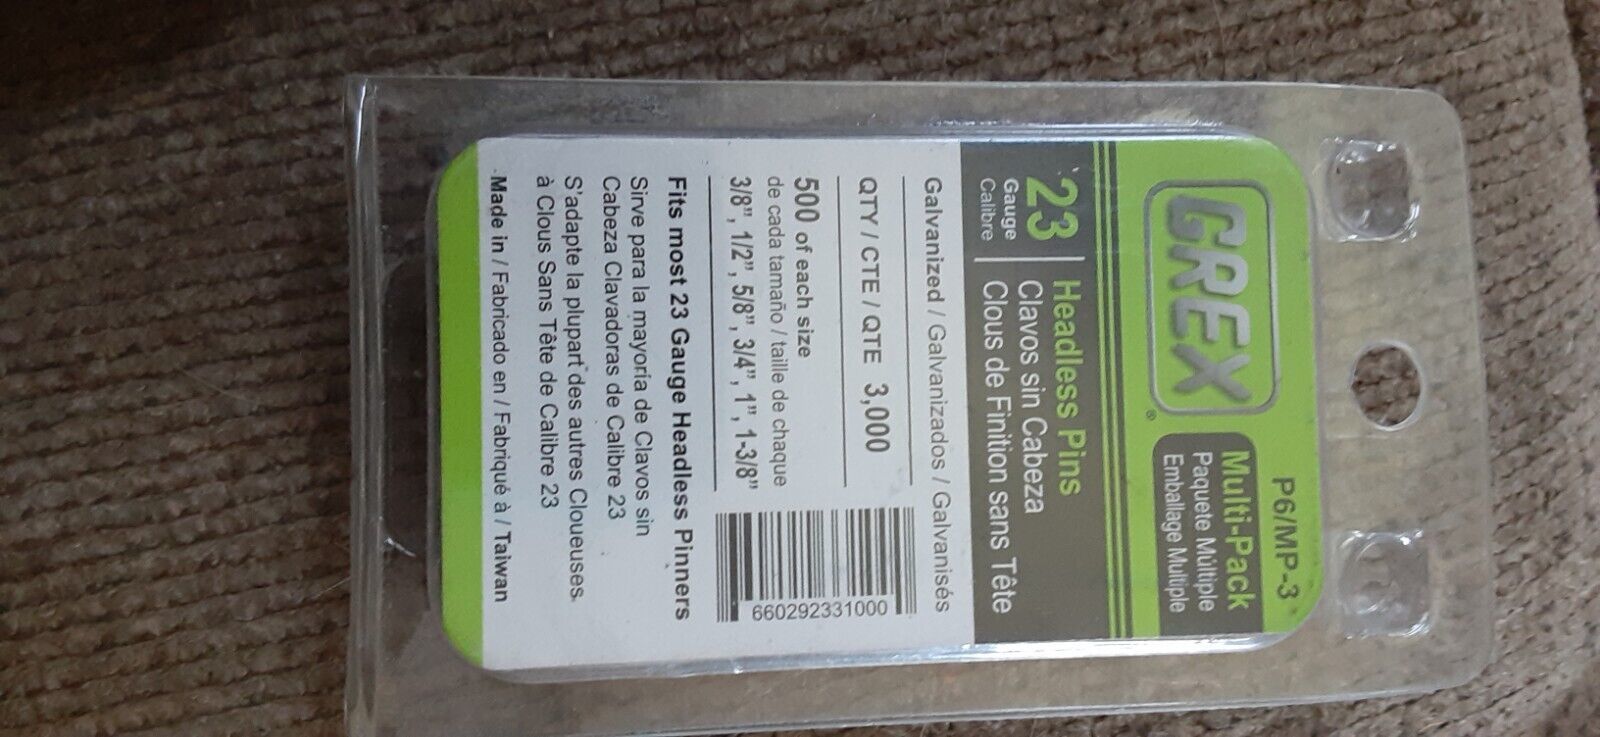 P6/MP-3
GREX®
Multi-Pack
Paquete Múltiple
Emballage Multiple
23
Gauge
Calibre
Headless Pins
Clavos sin Cabeza
Clous de Finition sans Tête
Galvanized / Galvanizados / Galvanisés
QTY / CTE / QTE 3,000
500 of each size
de cada tamaño / taille de chaque
3/8", 1/2", 5/8", 3/4", 1", 1-3/8"
660292331000
Fits most 23 Gauge Headless Pinners
Sirve para la mayoria de Clavos sin
Cabeza Clavadoras de Calibre 23
S'adapte la plupart des autres Cloueuses
à Clous Sans Tête de Calibre 23
Made in / Fabricado en / Fabriqué à / Taiwan